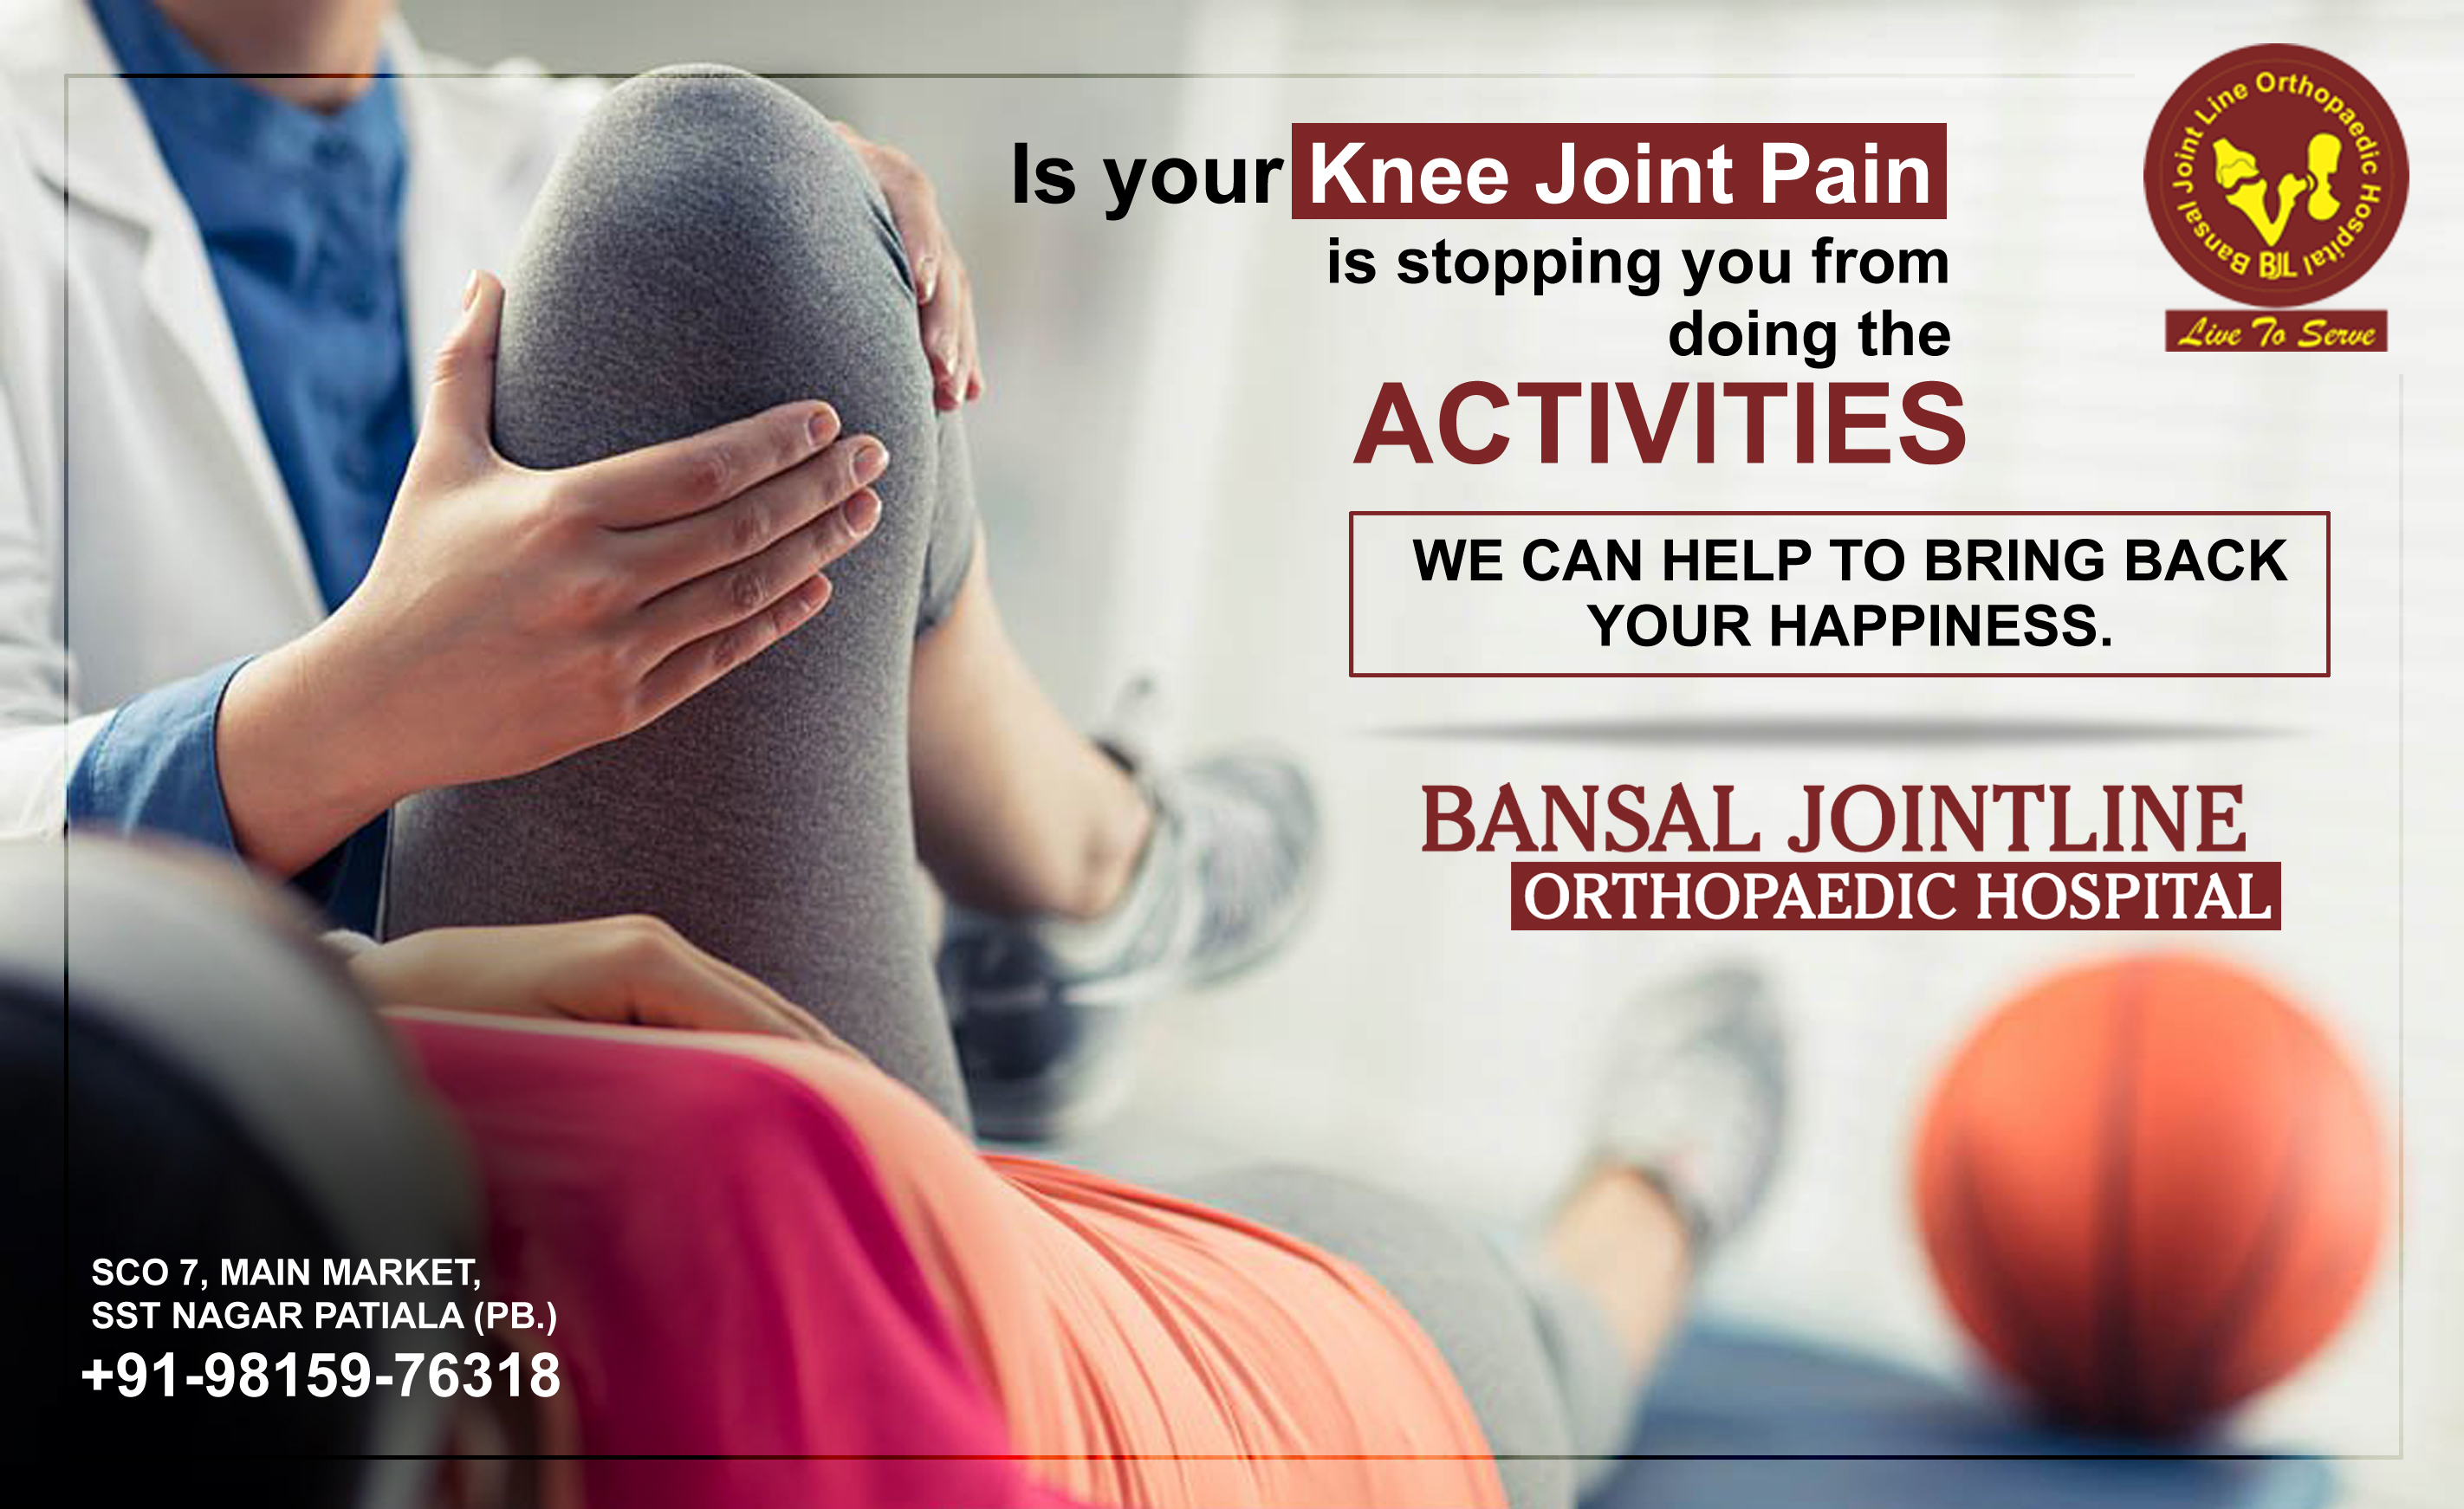 Is your Knee Joint Pain
is stopping you from
doing the
ACTIVITIES
Bansal Joint Line Orthopaedic Hospital
BJL
Live To Serve
WE CAN HELP TO BRING BACK
YOUR HAPPINESS.
BANSAL JOINTLINE
ORTHOPAEDIC HOSPITAL
SCO 7, MAIN MARKET,
SST NAGAR PATIALA (PB.)
+91-98159-76318